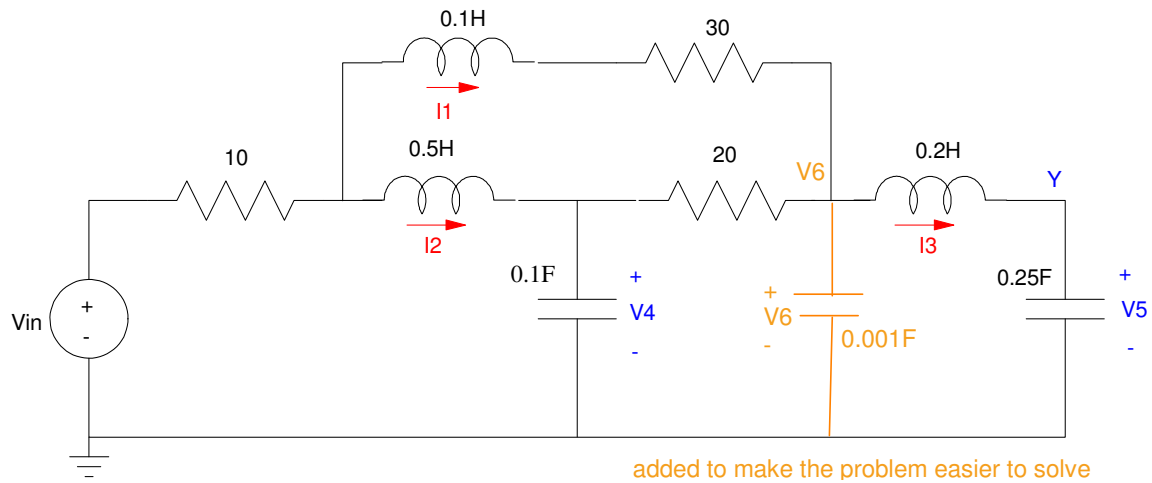 0.1H
30
I1
10
0.5H
20
V6
0.2H
Y
I2
I3
0.1F
+
V4
-
+
V6
-
0.001F
0.25F
+
V5
-
Vin
+
-
added to make the problem easier to solve